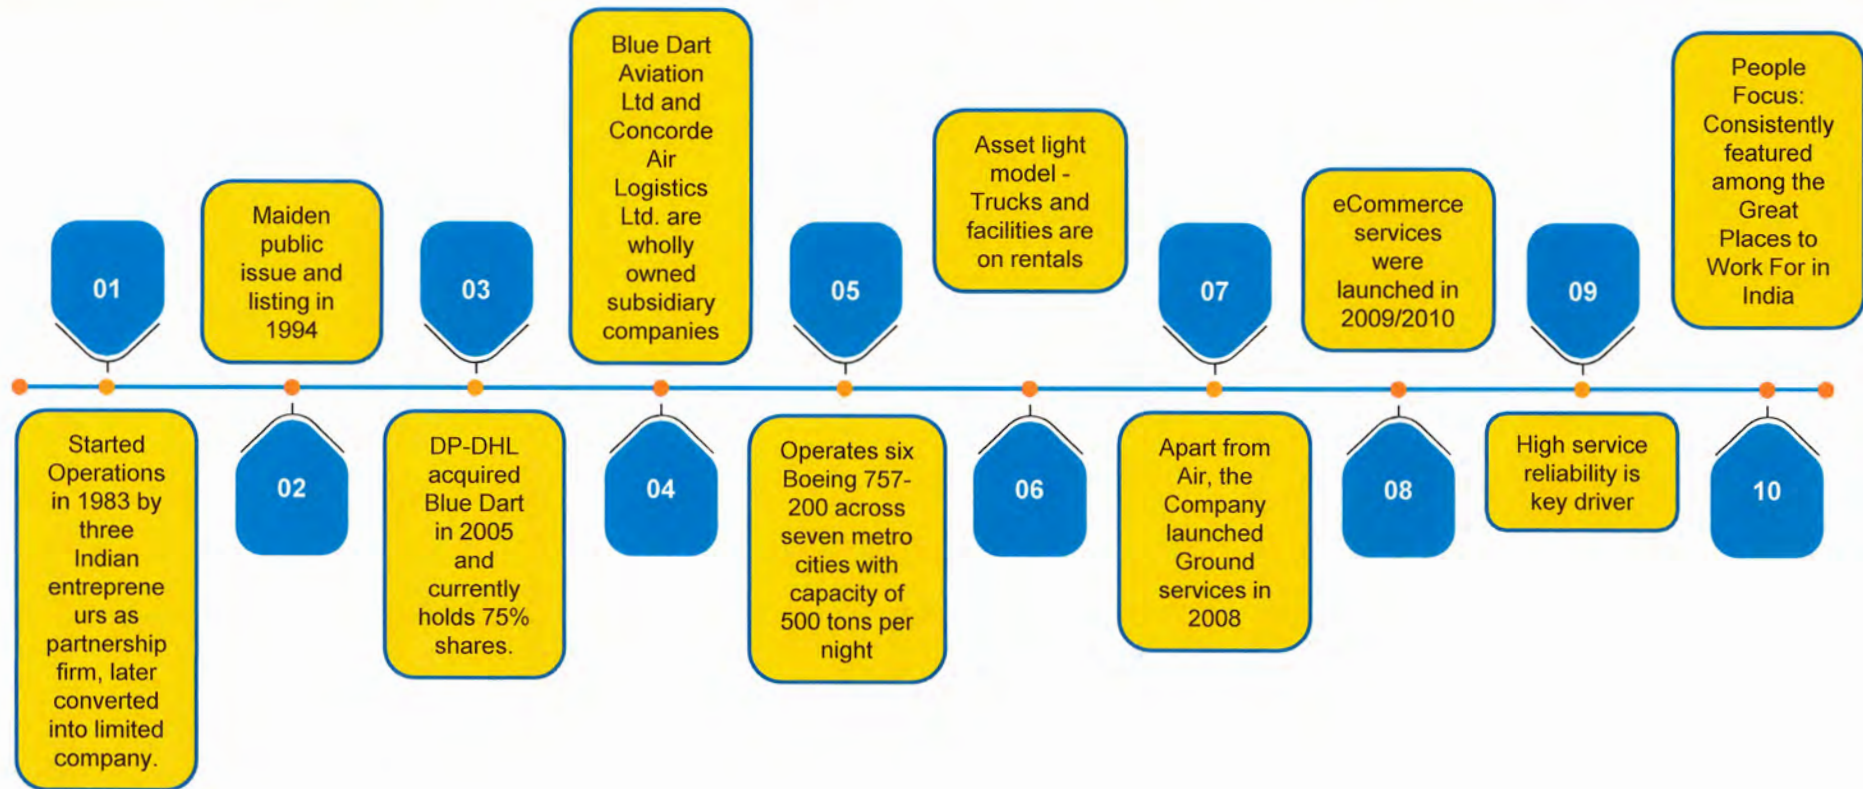 01
Started
Operations
in 1983 by
three
Indian
entreprene
urs as
partnership
firm, later
converted
into limited
company.
Maiden
public
issue and
listing in
1994
02
03
DP-DHL
acquired
Blue Dart
in 2005
and
currently
holds 75%
shares.
Blue Dart
Aviation
Ltd and
Concorde
Air
Logistics
Ltd. are
wholly
owned
subsidiary
companies
04
05
Operates six
Boeing 757-
200 across
seven metro
cities with
capacity of
500 tons per
night
Asset light
model -
Trucks and
facilities are
on rentals
06
07
Apart from
Air, the
Company
launched
Ground
services in
2008
eCommerce
services
were
launched in
2009/2010
08
09
High service
reliability is
key driver
People
Focus:
Consistently
featured
among the
Great
Places to
Work For in
India
10